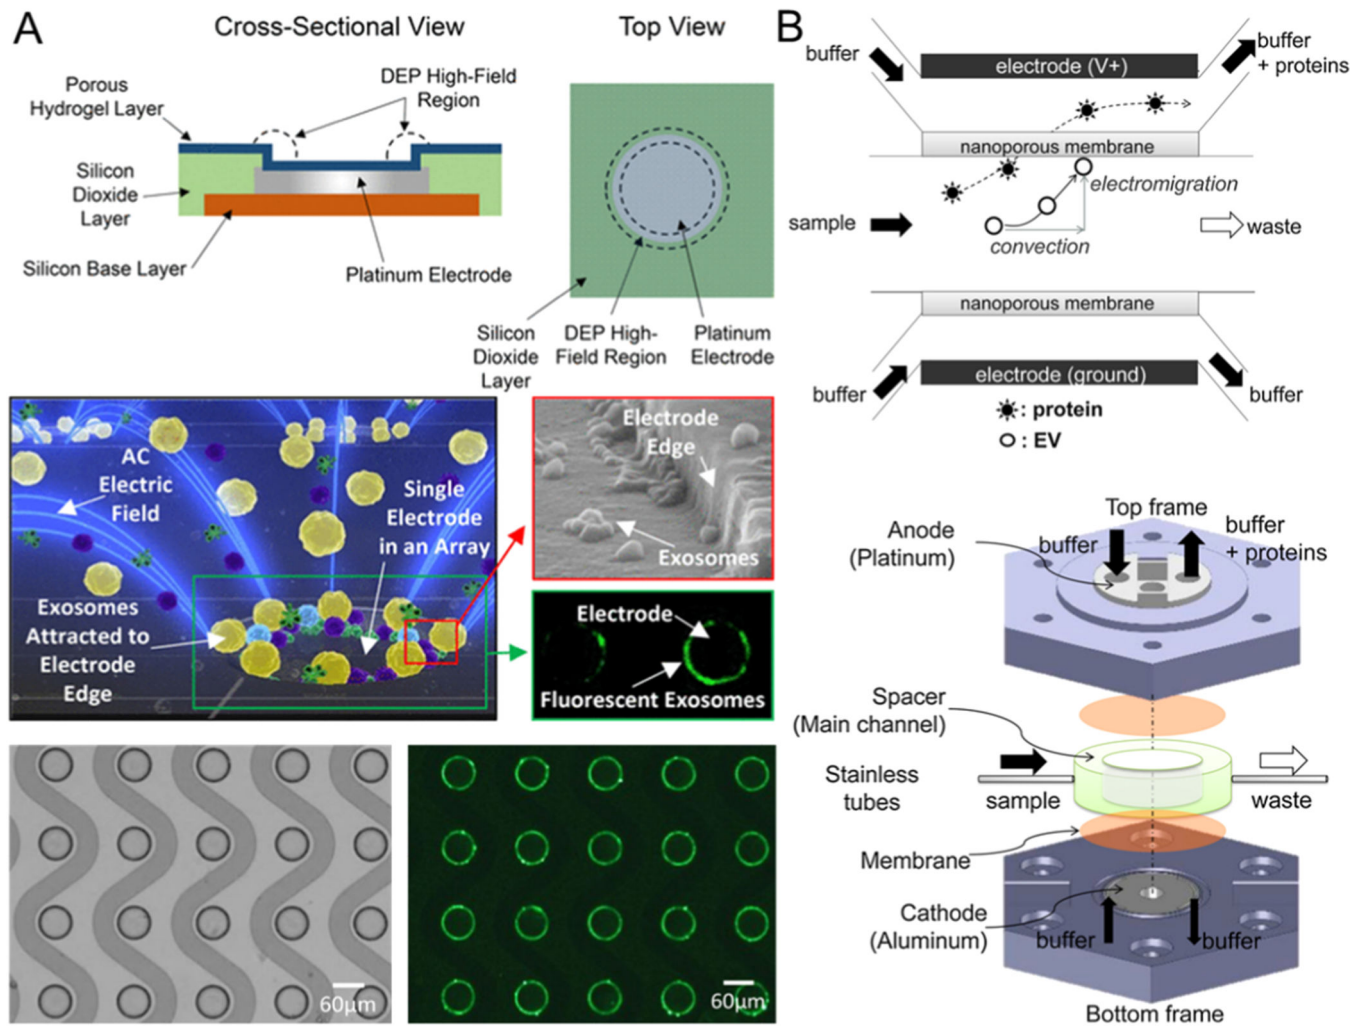 A
Cross-Sectional View
Top View
Porous
Hydrogel Layer
DEP High-Field
Region
Silicon
Dioxide
Layer
Silicon Base Layer
Platinum Electrode
Silicon
Dioxide
Layer
DEP High-
Field Region
Platinum
Electrode
AC
Electric
Field
Single
Electrode
in an Array
Exosomes
Attracted to
Electrode
Edge
Electrode
Edge
Exosomes
Electrode
Fluorescent Exosomes
60μm
60μm
B
buffer
electrode (V+)
buffer
+ proteins
nanoporous membrane
electromigration
sample
convection
waste
nanoporous membrane
buffer
electrode (ground)
buffer
: protein
: EV
Top frame
Anode
(Platinum)
buffer
buffer
+ proteins
Spacer
(Main channel)
Stainless
tubes
sample
waste
Membrane
Cathode
(Aluminum)
buffer
buffer
Bottom frame